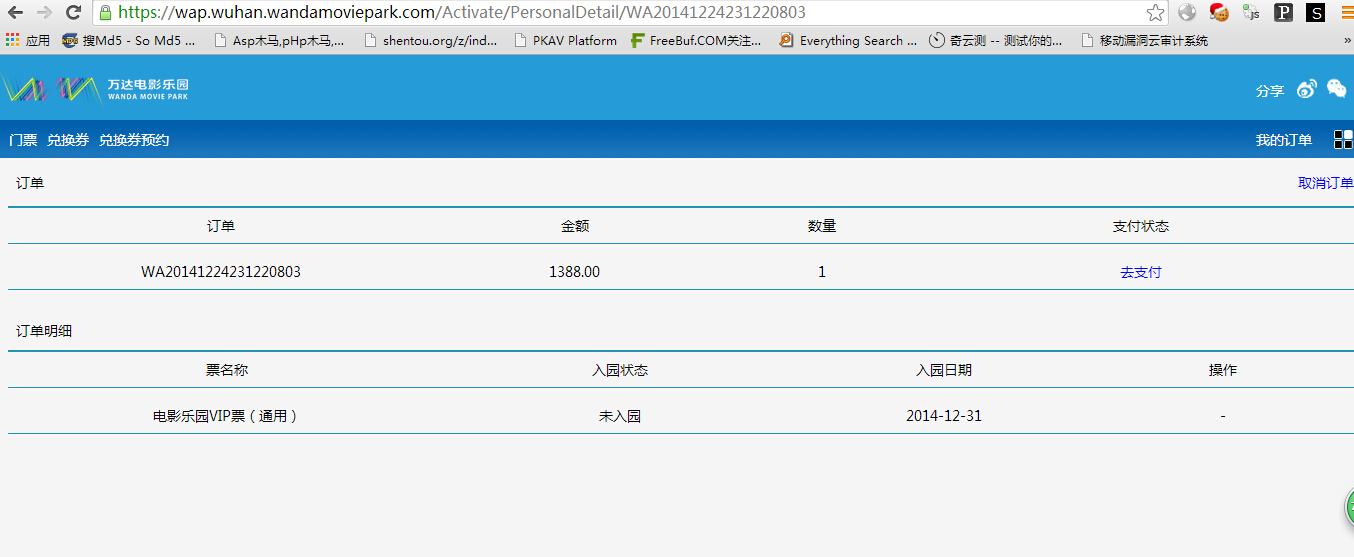 https://wap.wuhan.wandamoviepark.com/Activate/PersonalDetail/WA20141224231220803
应用 搜Md5 - So Md5 ... Asp木马,pHp木马,... shentou.org/z/ind... PKAV Platform FreeBuf.COM关注... Everything Search ... 奇云测 -- 测试你的... 移动漏洞云审计系统 »
万达电影乐园
WANDA MOVIE PARK
分享
门票 兑换券 兑换券预约 我的订单
订单 取消订单
订单 金额 数量 支付状态
WA20141224231220803 1388.00 1 去支付
订单明细
票名称 入园状态 入园日期 操作
电影乐园VIP票（通用） 未入园 2014-12-31 -